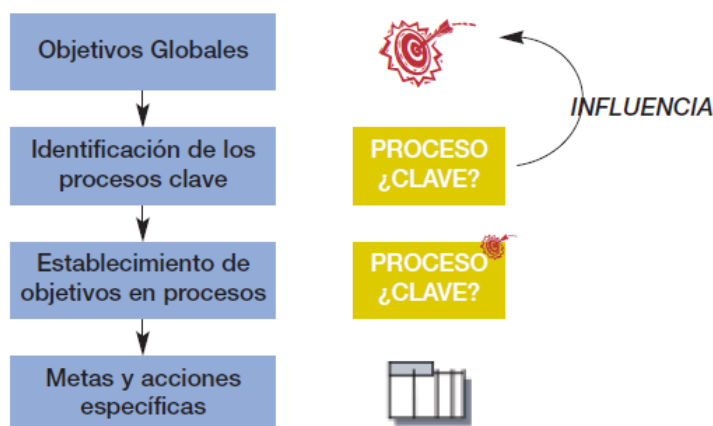 Objetivos Globales
INFLUENCIA
Identificación de los
procesos clave
PROCESO
¿CLAVE?
Establecimiento de
objetivos en procesos
PROCESO
¿CLAVE?
Metas y acciones
específicas